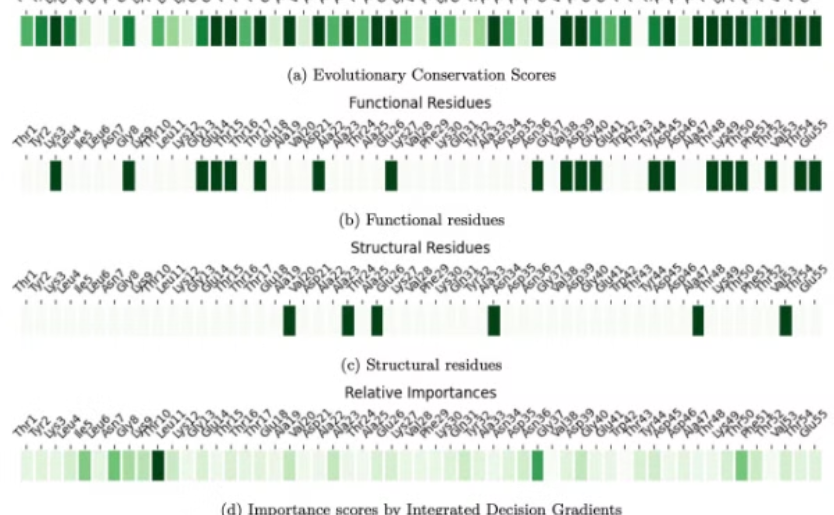 (a) Evolutionary Conservation Scores
Functional Residues
Thr1 Tyr2 Lys3 Leu4 Ile5 Leu6 Asn7 Gly8 Lys9 Thr10 Leu11 Lys12 Gly13 Glu14 Thr15 Thr16 Thr17 Glu18 Ala19 Val20 Asp21 Ala22 Ala23 Thr24 Ala25 Glu26 Lys27 Val28 Phe29 Lys30 Gln31 Tyr32 Ala33 Asn34 Asp35 Asn36 Gly37 Val38 Asp39 Gly40 Glu41 Trp42 Thr43 Tyr44 Asp45 Asp46 Ala47 Thr48 Lys49 Thr50 Phe51 Thr52 Val53 Thr54 Glu55
(b) Functional residues
Structural Residues
Thr1 Tyr2 Lys3 Leu4 Ile5 Leu6 Asn7 Gly8 Lys9 Thr10 Leu11 Lys12 Gly13 Glu14 Thr15 Thr16 Thr17 Glu18 Ala19 Val20 Asp21 Ala22 Ala23 Thr24 Ala25 Glu26 Lys27 Val28 Phe29 Lys30 Gln31 Tyr32 Ala33 Asn34 Asp35 Asn36 Gly37 Val38 Asp39 Gly40 Glu41 Trp42 Thr43 Tyr44 Asp45 Asp46 Ala47 Thr48 Lys49 Thr50 Phe51 Thr52 Val53 Thr54 Glu55
(c) Structural residues
Relative Importances
Thr1 Tyr2 Lys3 Leu4 Ile5 Leu6 Asn7 Gly8 Lys9 Thr10 Leu11 Lys12 Gly13 Glu14 Thr15 Thr16 Thr17 Glu18 Ala19 Val20 Asp21 Ala22 Ala23 Thr24 Ala25 Glu26 Lys27 Val28 Phe29 Lys30 Gln31 Tyr32 Ala33 Asn34 Asp35 Asn36 Gly37 Val38 Asp39 Gly40 Glu41 Trp42 Thr43 Tyr44 Asp45 Asp46 Ala47 Thr48 Lys49 Thr50 Phe51 Thr52 Val53 Thr54 Glu55
(d) Importance scores by Integrated Decision Gradients